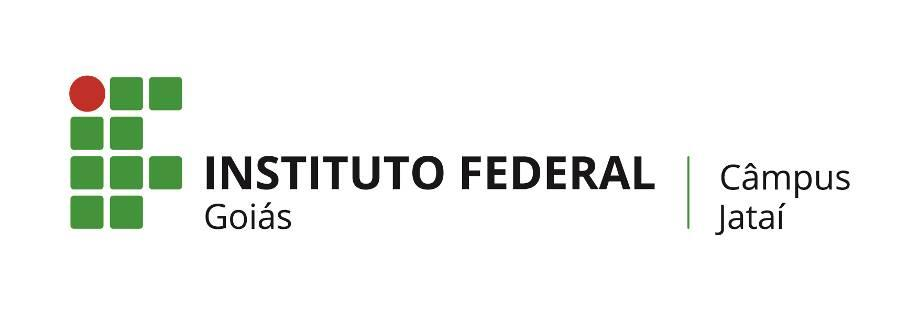 INSTITUTO FEDERAL
Goiás
Câmpus
Jataí